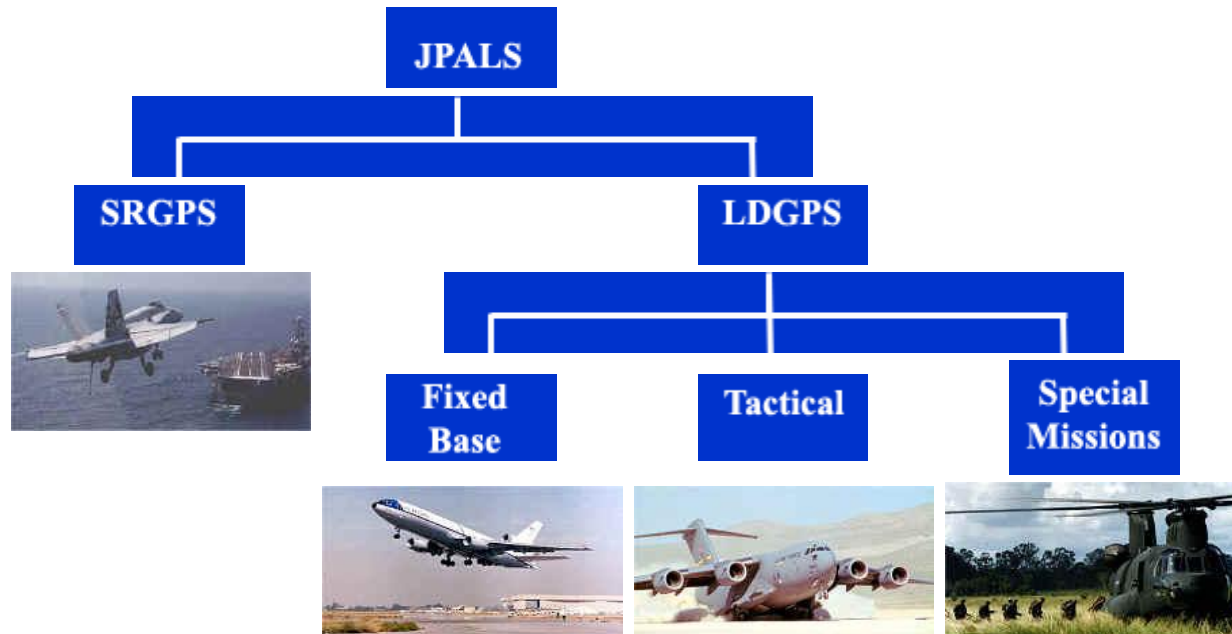 JPALS
SRGPS
LDGPS
Fixed
Base
Tactical
Special
Missions